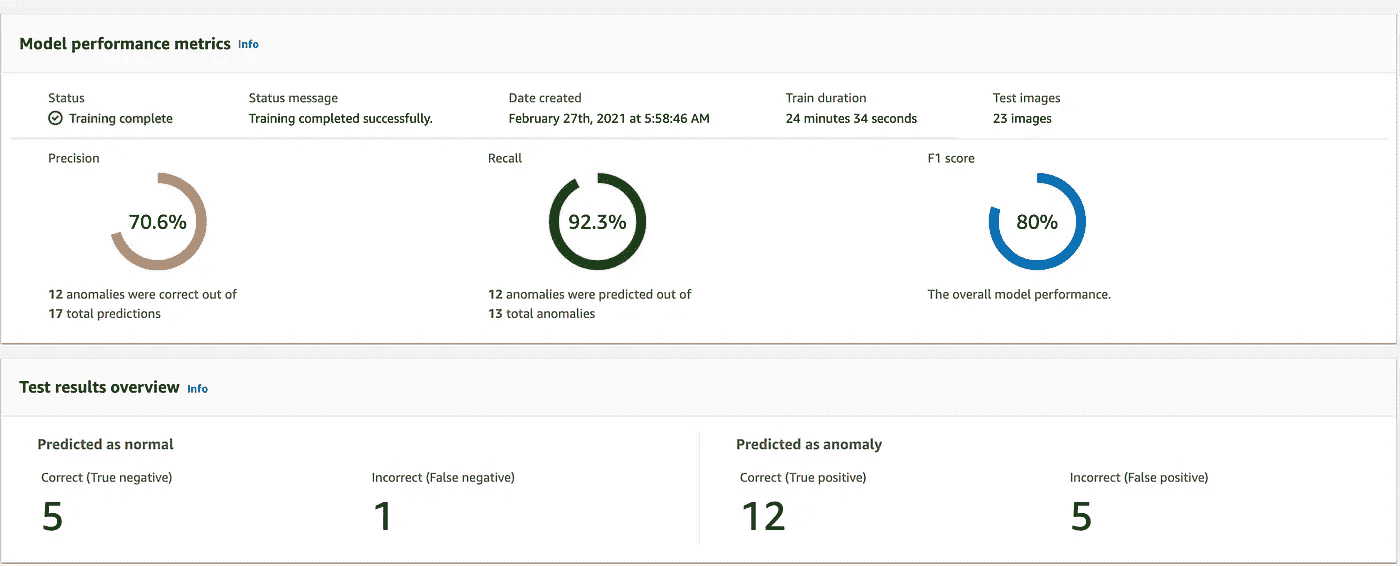 Model performance metrics Info
Status
Training complete
Status message
Training completed successfully.
Date created
February 27th, 2021 at 5:58:46 AM
Train duration
24 minutes 34 seconds
Test images
23 images
Precision
70.6%
12 anomalies were correct out of
17 total predictions
Recall
92.3%
12 anomalies were predicted out of
13 total anomalies
F1 score
80%
The overall model performance.
Test results overview Info
Predicted as normal
Correct (True negative)
5
Incorrect (False negative)
1
Predicted as anomaly
Correct (True positive)
12
Incorrect (False positive)
5